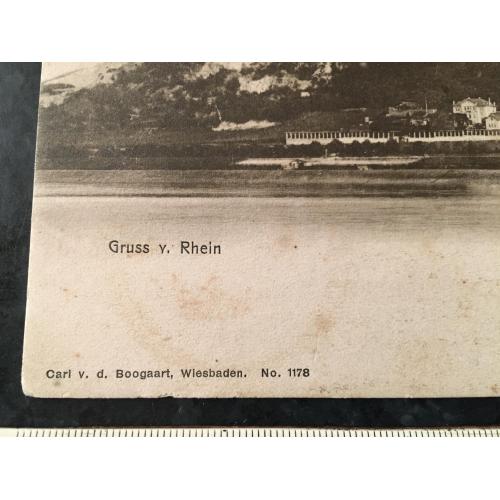 Gruss v. Rhein
Carl v. d. Boogaart, Wiesbaden. No. 1178